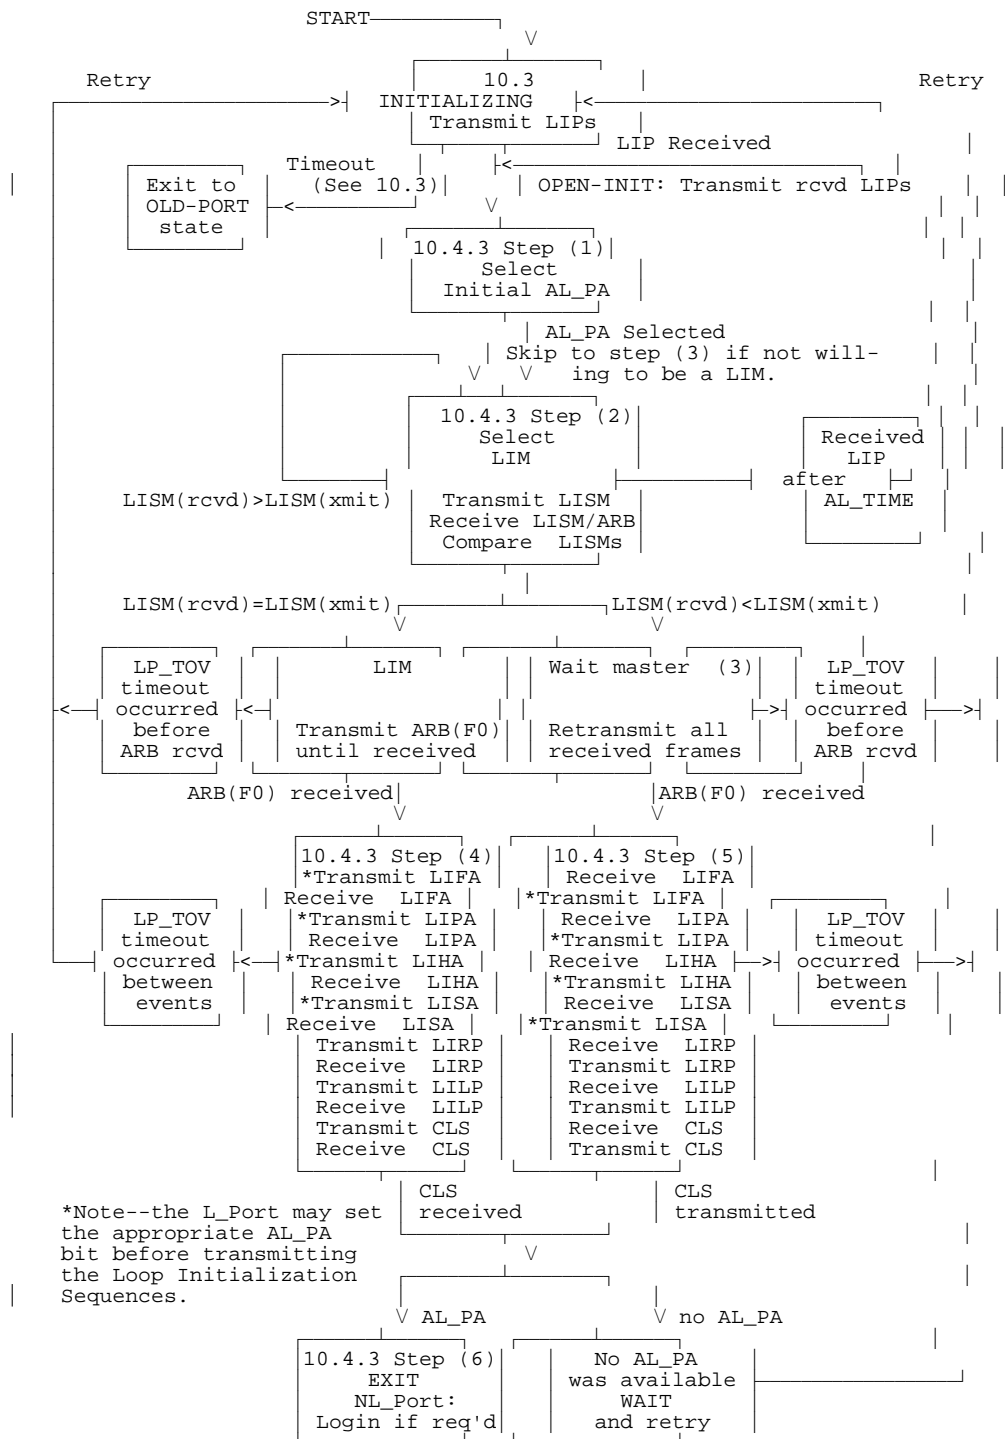 START
10.3
Retry Retry
INITIALIZING
Transmit LIPs
LIP Received
Timeout
Exit to (See 10.3) OPEN-INIT: Transmit rcvd LIPs
OLD-PORT
state
10.4.3 Step (1)
Select
Initial AL_PA
AL_PA Selected
Skip to step (3) if not will-
ing to be a LIM.
10.4.3 Step (2)
Select Received
LIM LIP
after
LISM(rcvd)>LISM(xmit) Transmit LISM AL_TIME
Receive LISM/ARB
Compare LISMs
LISM(rcvd)=LISM(xmit) LISM(rcvd)<LISM(xmit)
LP_TOV LIM Wait master (3) LP_TOV
timeout timeout
occurred occurred
before Transmit ARB(F0) Retransmit all before
ARB rcvd until received received frames ARB rcvd
ARB(F0) received ARB(F0) received
10.4.3 Step (4) 10.4.3 Step (5)
*Transmit LIFA Receive LIFA
Receive LIFA *Transmit LIFA
LP_TOV *Transmit LIPA Receive LIPA LP_TOV
timeout Receive LIPA *Transmit LIPA timeout
occurred *Transmit LIHA Receive LIHA occurred
between Receive LIHA *Transmit LIHA between
events *Transmit LISA Receive LISA events
Receive LISA *Transmit LISA
Transmit LIRP Receive LIRP
Receive LIRP Transmit LIRP
Transmit LILP Receive LILP
Receive LILP Transmit LILP
Transmit CLS Receive CLS
Receive CLS Transmit CLS
CLS CLS
*Note--the L_Port may set received transmitted
the appropriate AL_PA
bit before transmitting
the Loop Initialization
Sequences.
AL_PA no AL_PA
10.4.3 Step (6) No AL_PA
EXIT was available
NL_Port: WAIT
Login if req'd and retry